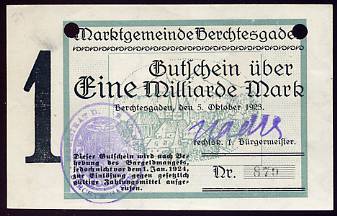 Marktgemeinde Berchtesgaden
1
Gutschein über
Eine Milliarde Mark
Berchtesgaden, den 5. Oktober 1923.
rechtsk. 1. Bürgermeister.
Dieser Gutschein wird nach Be-
hebung des Bargeldmangels,
jedoch nicht vor dem 1. Jan. 1924,
zur Einlösung gegen gesetzlich
gültige Zahlungsmittel aufge-
rufen.
Nr. 879